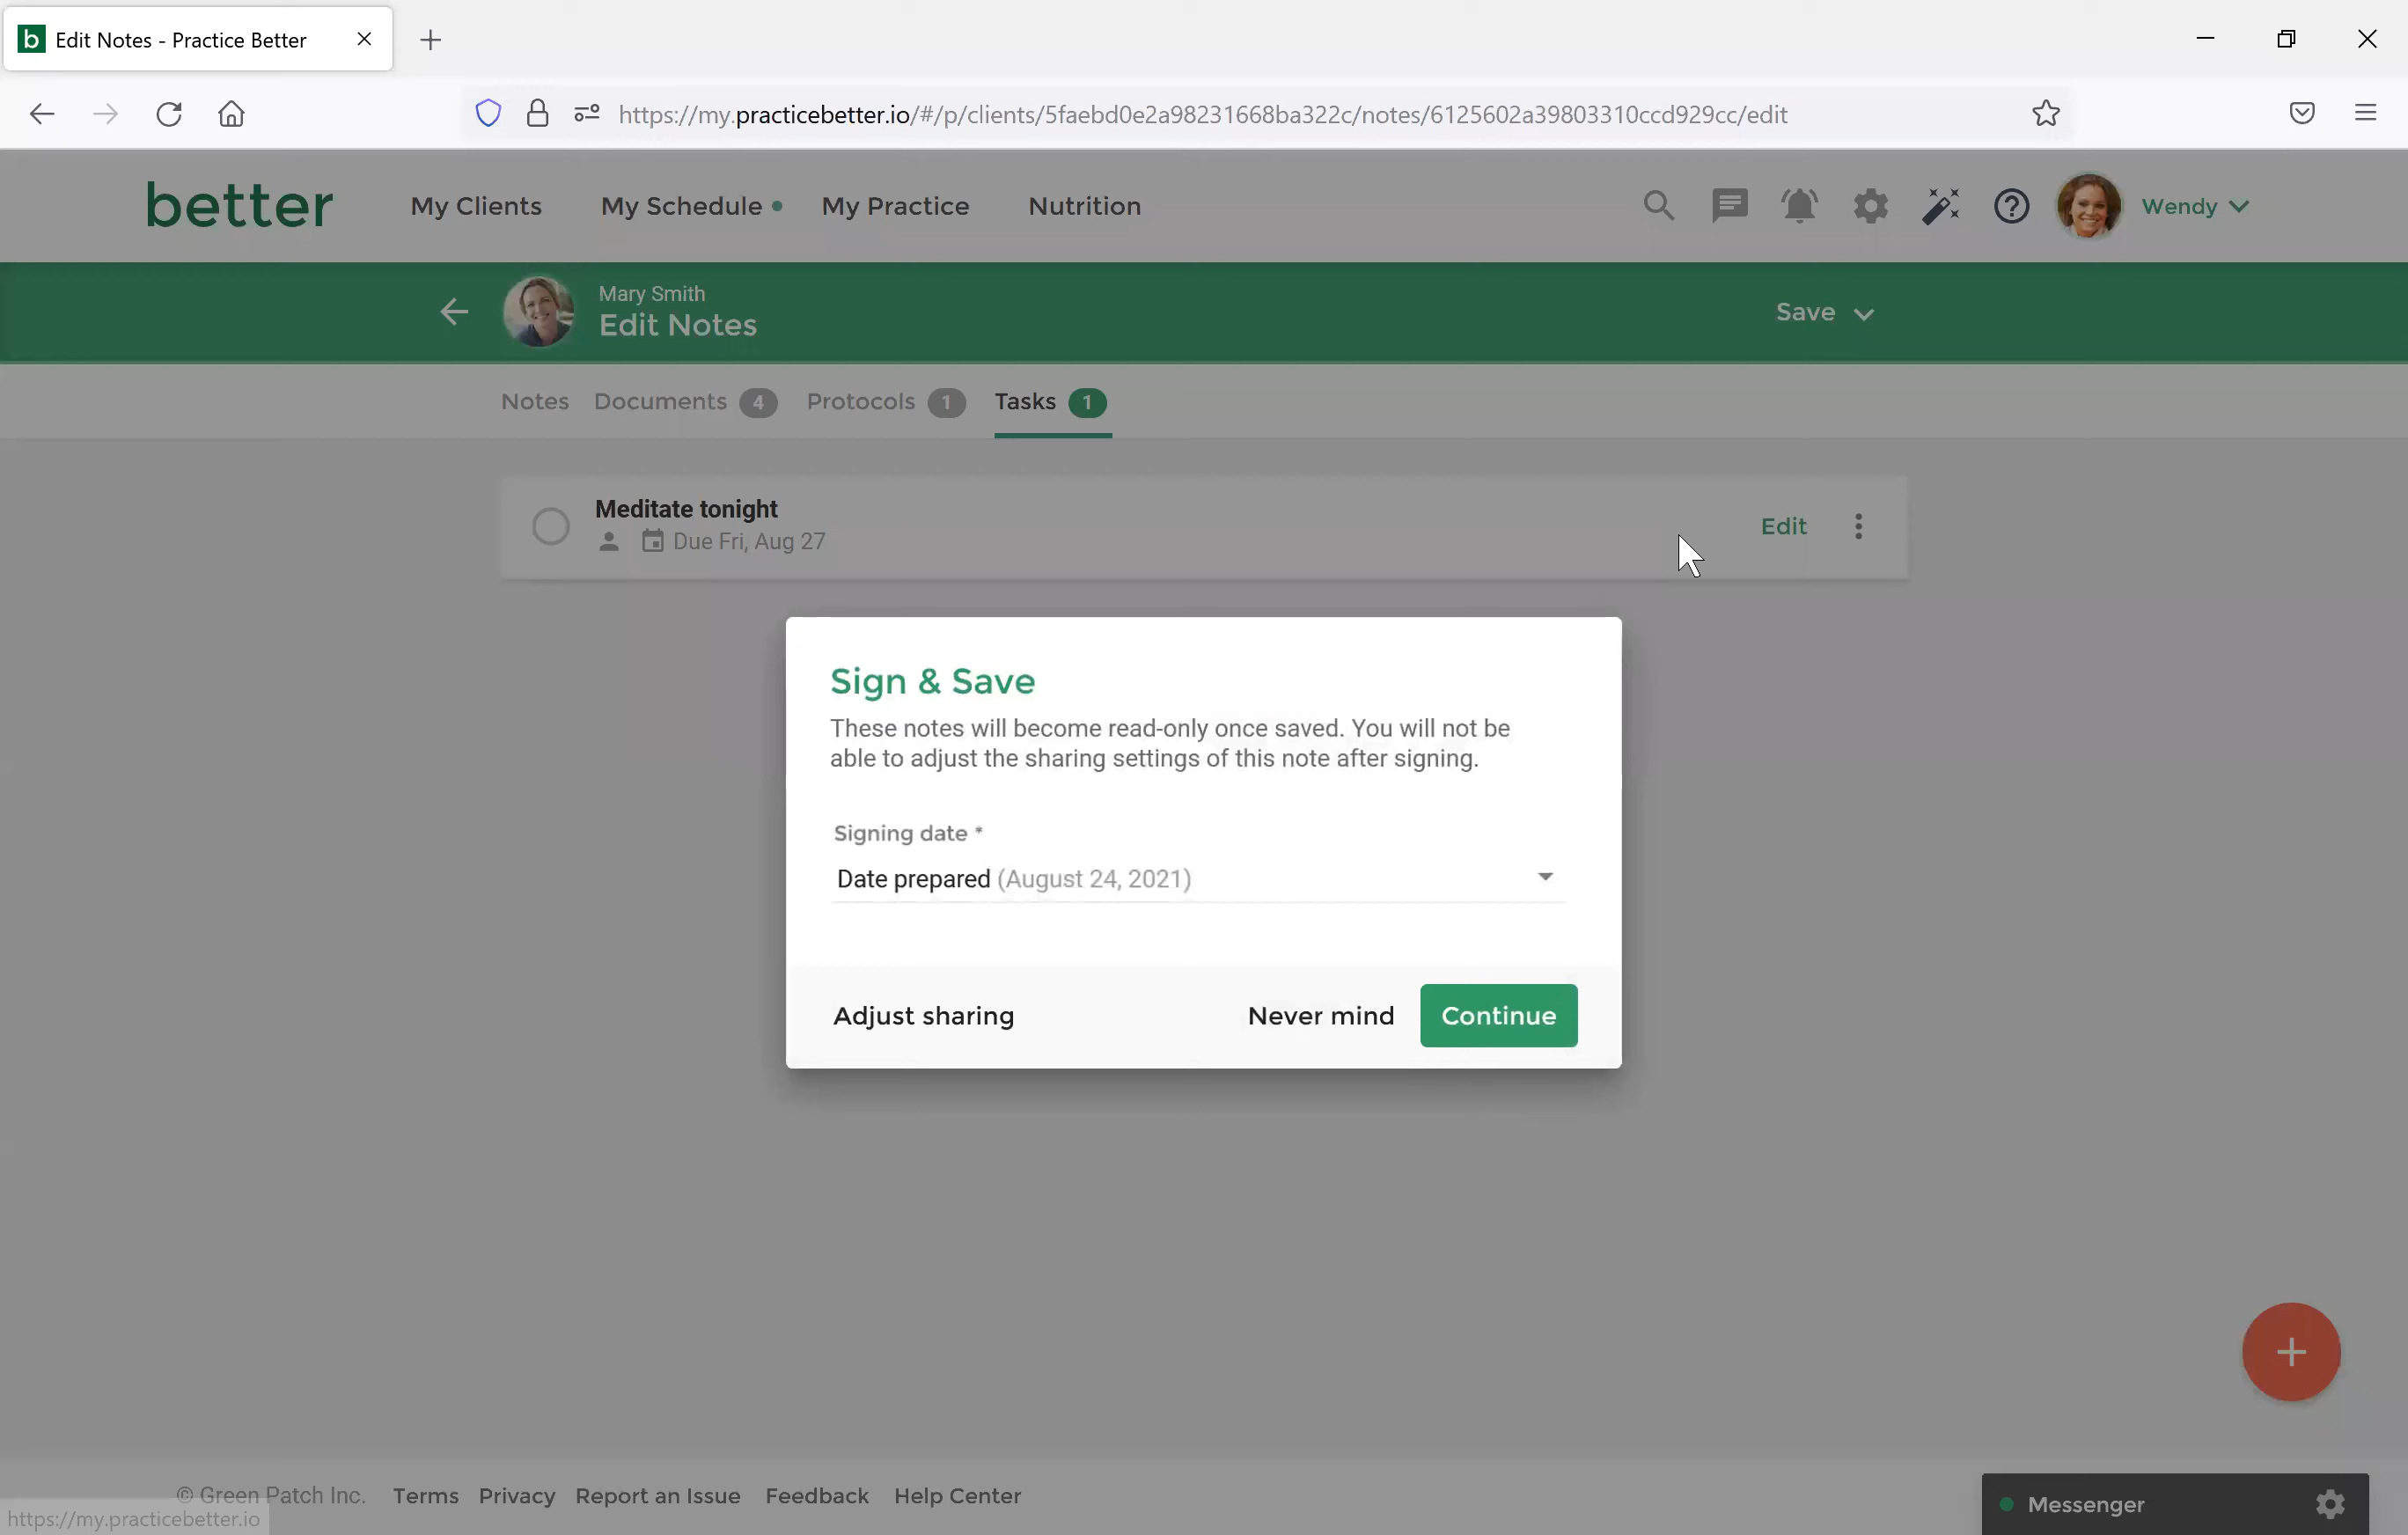 b Edit Notes - Practice Better
https://my.practicebetter.io/#/p/clients/5faebd0e2a98231668ba322c/notes/6125602a39803310ccd929cc/edit
better My Clients My Schedule My Practice Nutrition Wendy
Mary Smith
Edit Notes
Save
Notes Documents 4 Protocols 1 Tasks 1
Meditate tonight
Due Fri, Aug 27
Edit
Sign & Save
These notes will become read-only once saved. You will not be
able to adjust the sharing settings of this note after signing.
Signing date *
Date prepared (August 24, 2021)
Adjust sharing Never mind Continue
© Green Patch Inc. Terms Privacy Report an Issue Feedback Help Center
Messenger
https://my.practicebetter.io